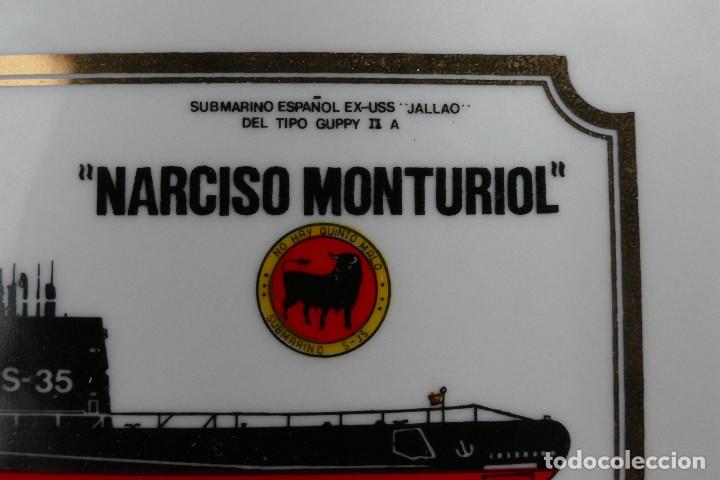 SUBMARINO ESPAÑOL EX-USS "JALLAO"
DEL TIPO GUPPY II A
"NARCISO MONTURIOL"
NO HAY QUINTO MALO
SUBMARINO S-35
S-35
todocoleccion